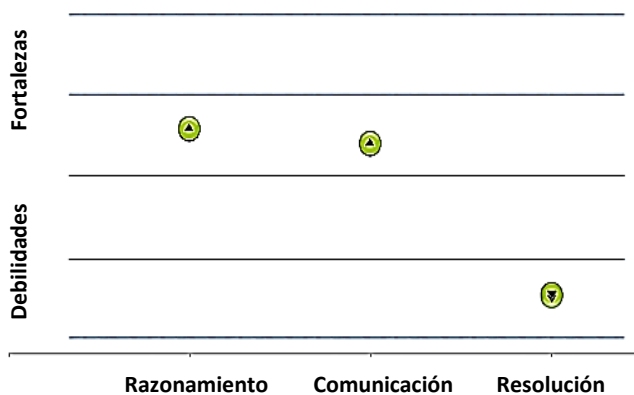 Fortalezas
Debilidades
Razonamiento Comunicación Resolución